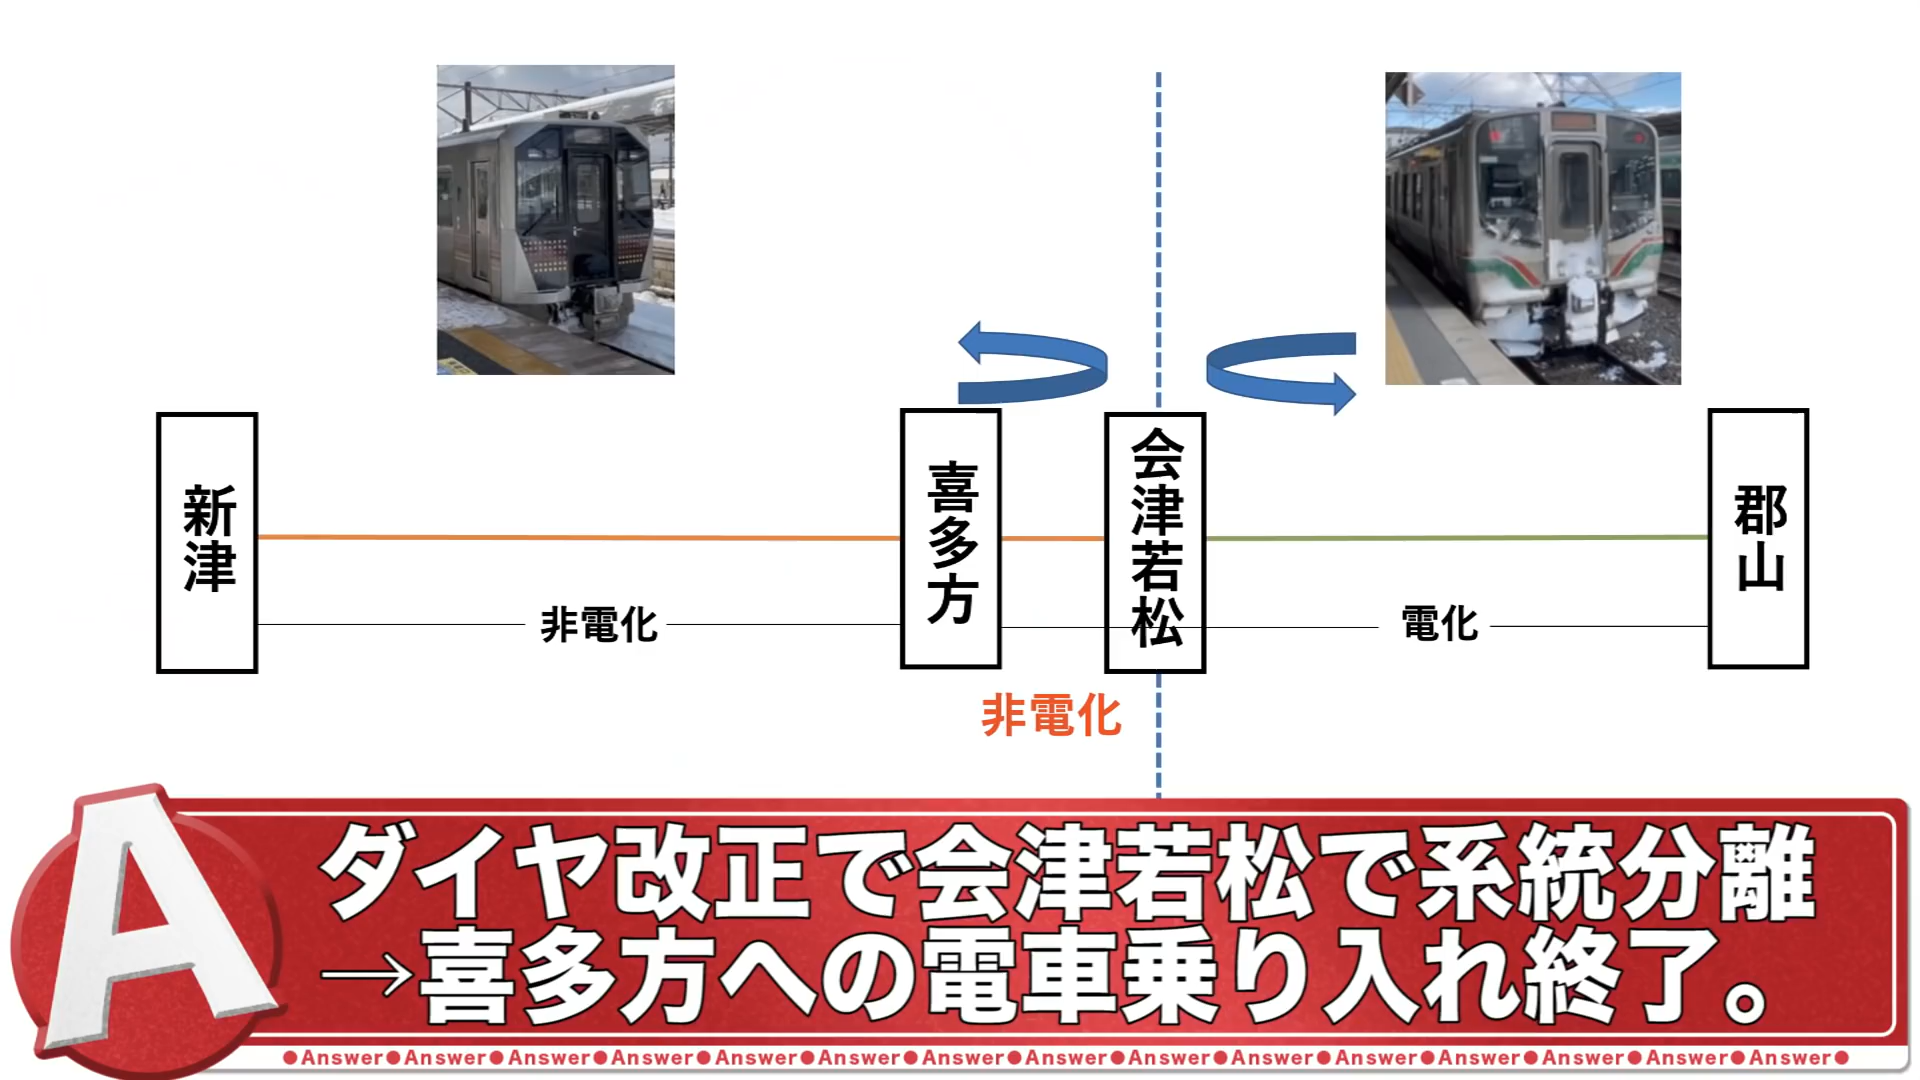 新津
喜多方
会津若松
郡山
非電化
電化
非電化
A
ダイヤ改正で会津若松で系統分離
→喜多方への電車乗り入れ終了。
●Answer●Answer●Answer●Answer●Answer●Answer●Answer●Answer●Answer●Answer●Answer●Answer●Answer●Answer●Answer●